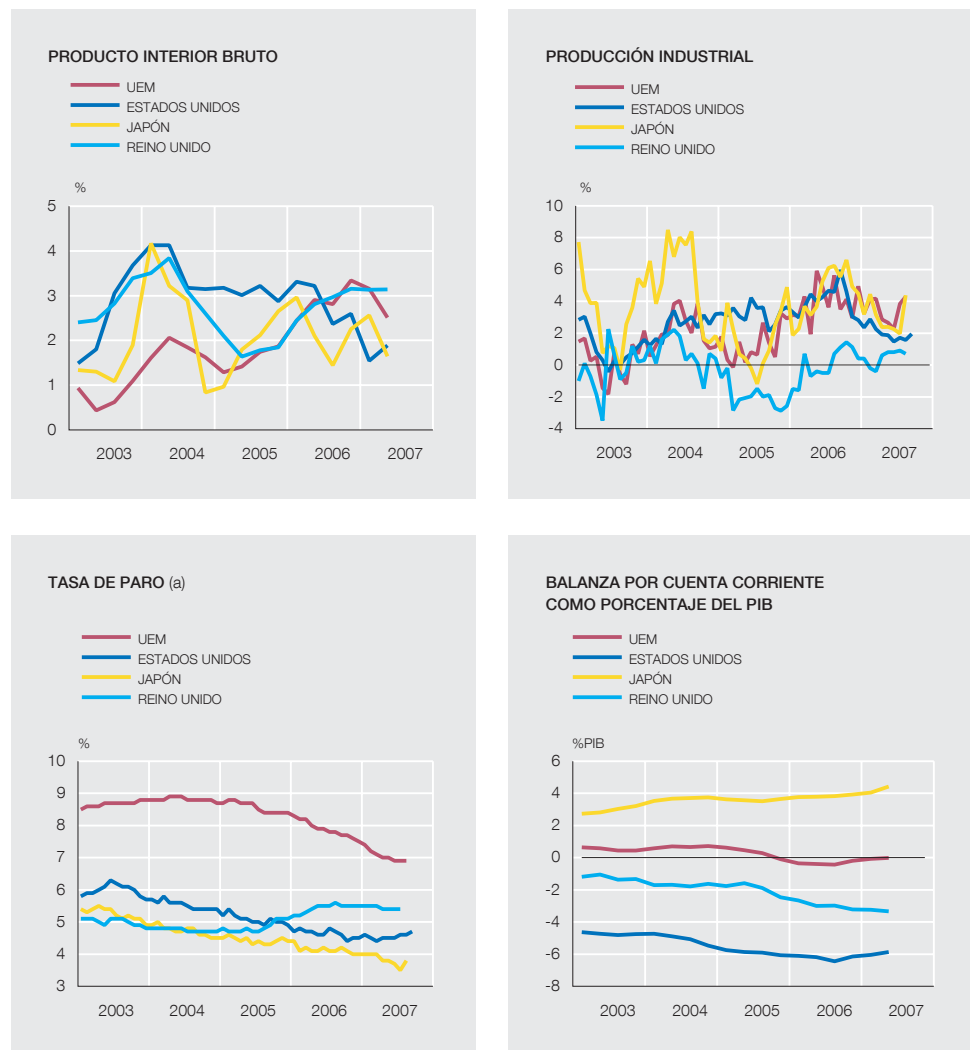 PRODUCTO INTERIOR BRUTO
UEM
ESTADOS UNIDOS
JAPÓN
REINO UNIDO
%
5
4
3
2
1
0
2003 2004 2005 2006 2007
PRODUCCIÓN INDUSTRIAL
UEM
ESTADOS UNIDOS
JAPÓN
REINO UNIDO
%
10
8
6
4
2
0
-2
-4
2003 2004 2005 2006 2007
TASA DE PARO (a)
UEM
ESTADOS UNIDOS
JAPÓN
REINO UNIDO
%
10
9
8
7
6
5
4
3
2003 2004 2005 2006 2007
BALANZA POR CUENTA CORRIENTE
COMO PORCENTAJE DEL PIB
UEM
ESTADOS UNIDOS
JAPÓN
REINO UNIDO
%PIB
6
4
2
0
-2
-4
-6
-8
2003 2004 2005 2006 2007